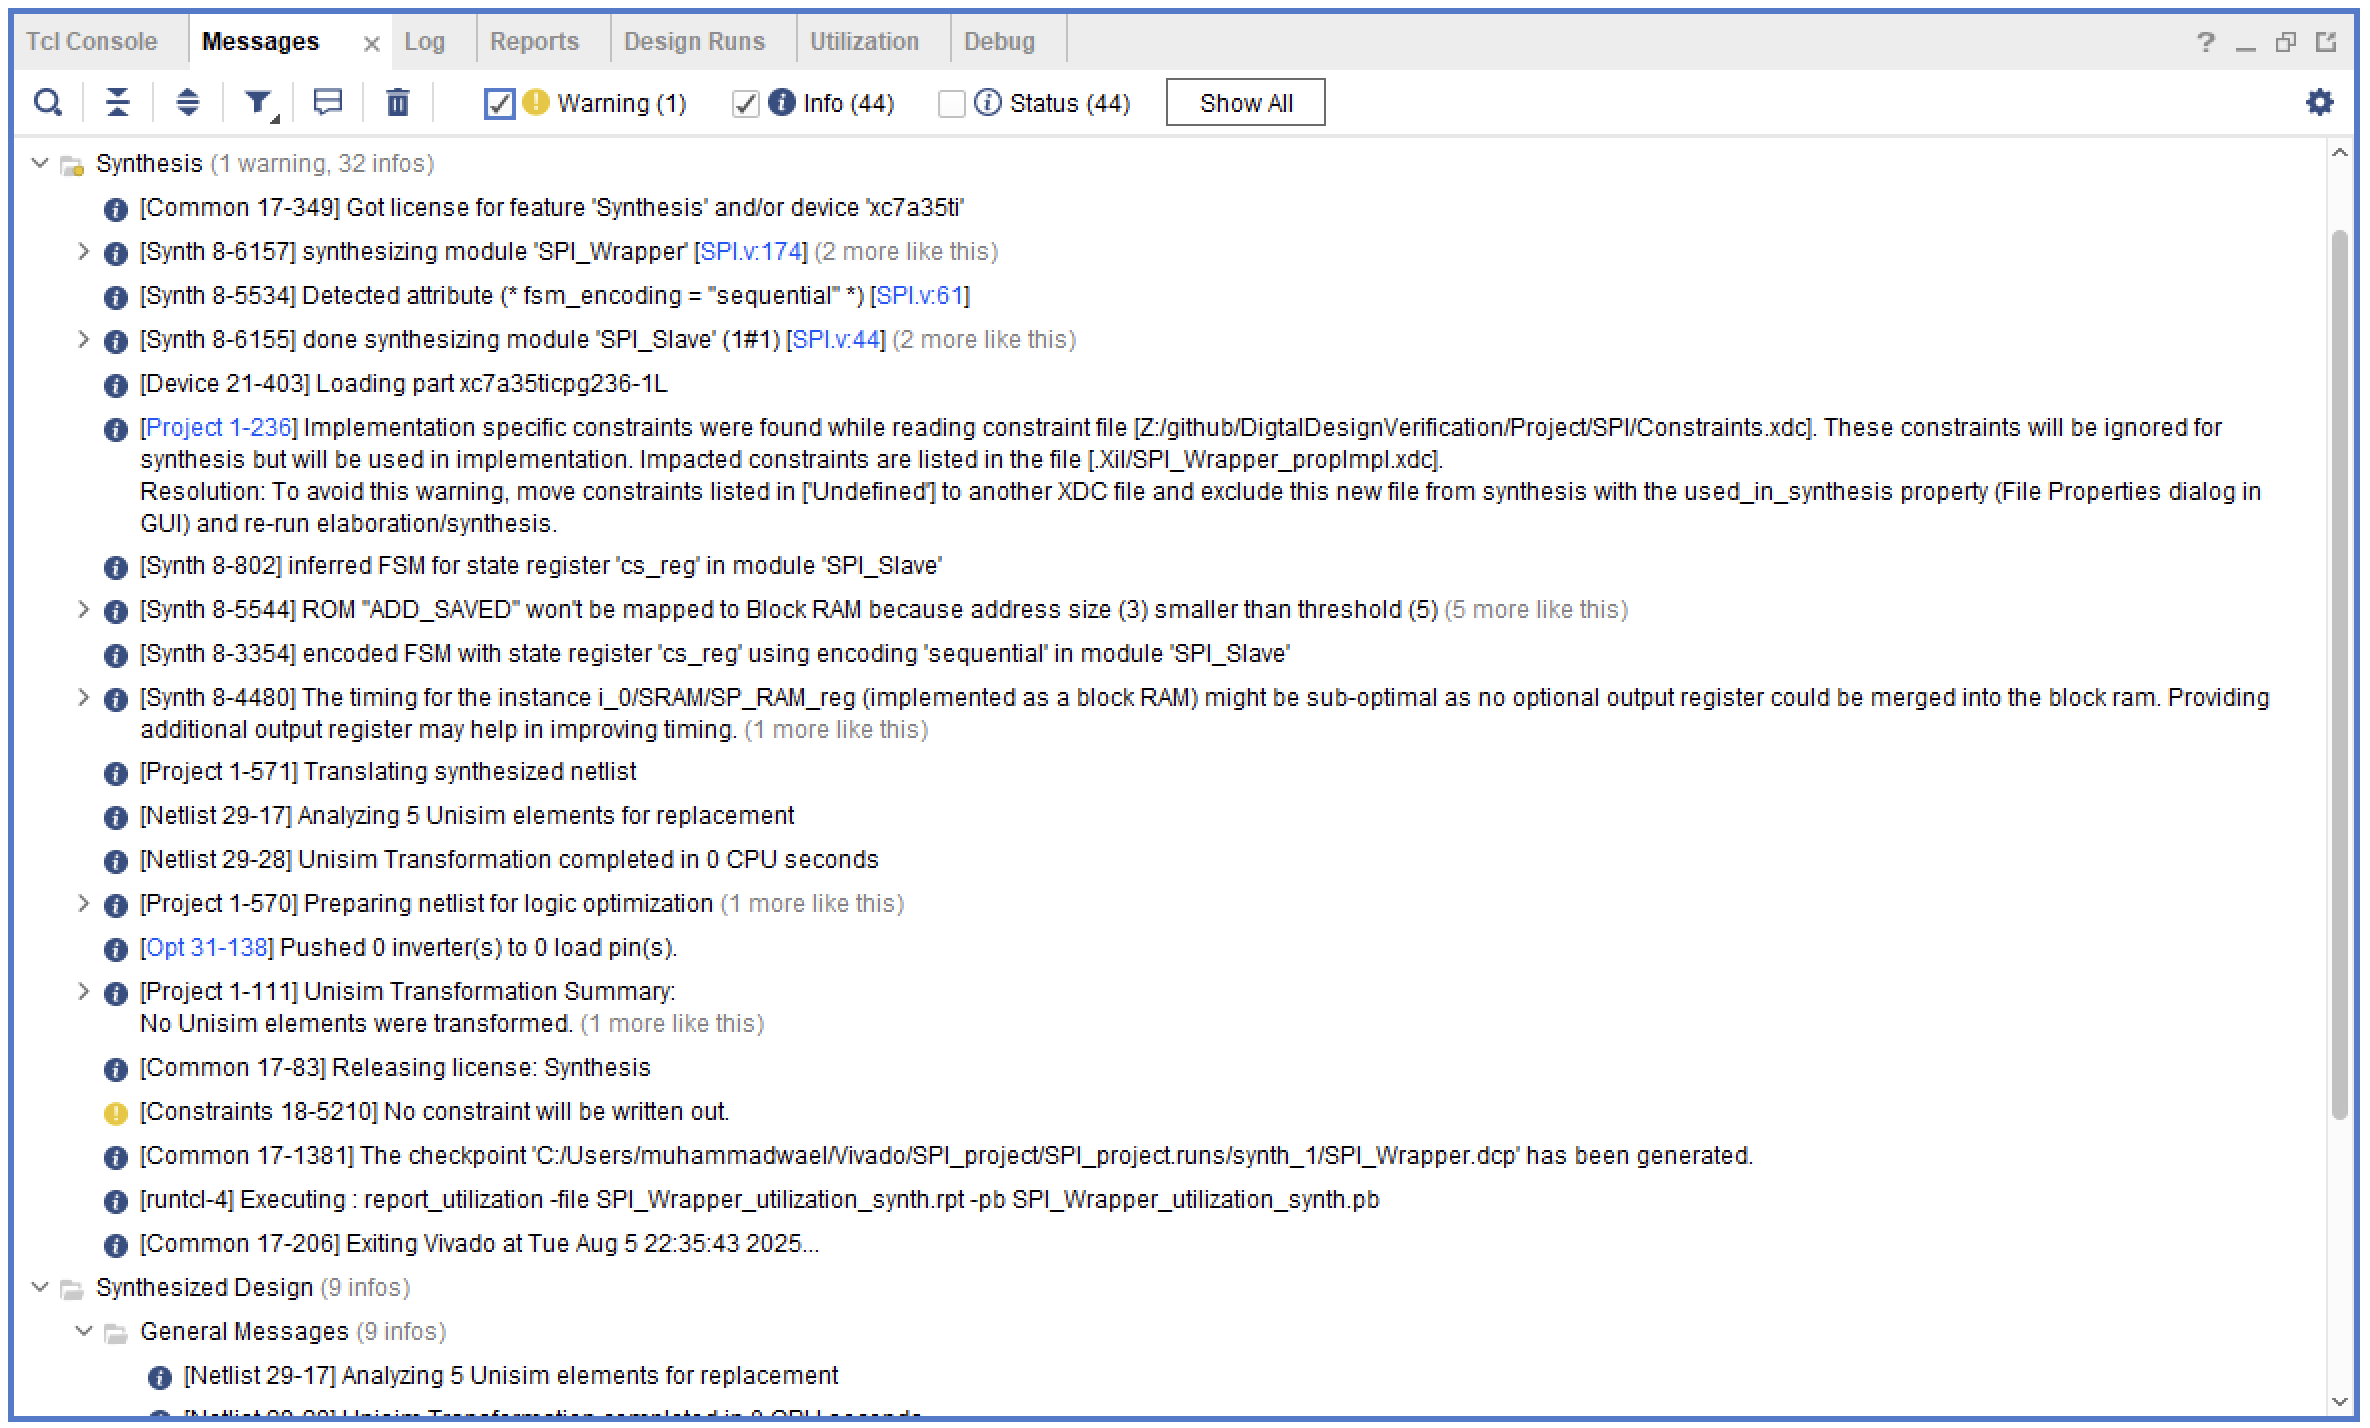 Tcl Console Messages Log Reports Design Runs Utilization Debug
Warning (1) Info (44) Status (44) Show All
Synthesis (1 warning, 32 infos)
[Common 17-349] Got license for feature 'Synthesis' and/or device 'xc7a35ti'
[Synth 8-6157] synthesizing module 'SPI_Wrapper' [SPI.v:174] (2 more like this)
[Synth 8-5534] Detected attribute (* fsm_encoding = "sequential" *) [SPI.v:61]
[Synth 8-6155] done synthesizing module 'SPI_Slave' (1#1) [SPI.v:44] (2 more like this)
[Device 21-403] Loading part xc7a35ticpg236-1L
[Project 1-236] Implementation specific constraints were found while reading constraint file [Z:/github/DigtalDesignVerification/Project/SPI/Constraints.xdc]. These constraints will be ignored for
synthesis but will be used in implementation. Impacted constraints are listed in the file [.Xil/SPI_Wrapper_propImpl.xdc].
Resolution: To avoid this warning, move constraints listed in ['Undefined'] to another XDC file and exclude this new file from synthesis with the used_in_synthesis property (File Properties dialog in
GUI) and re-run elaboration/synthesis.
[Synth 8-802] inferred FSM for state register 'cs_reg' in module 'SPI_Slave'
[Synth 8-5544] ROM "ADD_SAVED" won't be mapped to Block RAM because address size (3) smaller than threshold (5) (5 more like this)
[Synth 8-3354] encoded FSM with state register 'cs_reg' using encoding 'sequential' in module 'SPI_Slave'
[Synth 8-4480] The timing for the instance i_0/SRAM/SP_RAM_reg (implemented as a block RAM) might be sub-optimal as no optional output register could be merged into the block ram. Providing
additional output register may help in improving timing. (1 more like this)
[Project 1-571] Translating synthesized netlist
[Netlist 29-17] Analyzing 5 Unisim elements for replacement
[Netlist 29-28] Unisim Transformation completed in 0 CPU seconds
[Project 1-570] Preparing netlist for logic optimization (1 more like this)
[Opt 31-138] Pushed 0 inverter(s) to 0 load pin(s).
[Project 1-111] Unisim Transformation Summary:
No Unisim elements were transformed. (1 more like this)
[Common 17-83] Releasing license: Synthesis
[Constraints 18-5210] No constraint will be written out.
[Common 17-1381] The checkpoint 'C:/Users/muhammadwael/Vivado/SPI_project/SPI_project.runs/synth_1/SPI_Wrapper.dcp' has been generated.
[runtcl-4] Executing : report_utilization -file SPI_Wrapper_utilization_synth.rpt -pb SPI_Wrapper_utilization_synth.pb
[Common 17-206] Exiting Vivado at Tue Aug 5 22:35:43 2025...
Synthesized Design (9 infos)
General Messages (9 infos)
[Netlist 29-17] Analyzing 5 Unisim elements for replacement
[Netlist 29-28] Unisim Transformation completed in 0 CPU seconds